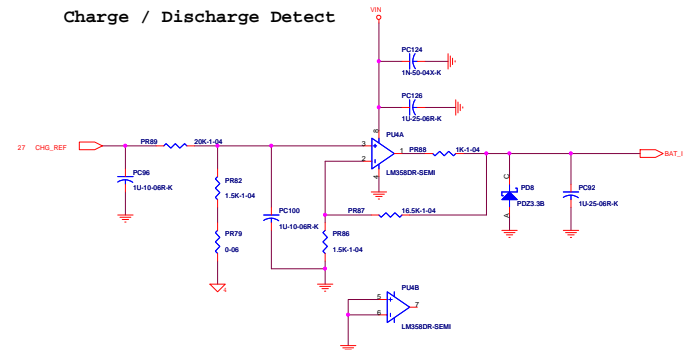 Charge / Discharge Detect
VIN
PC124
1N-50-04X-K
PC126
1U-25-06R-K
8
PU4A
27 CHG_REF
PR89 20K-1-04
3
2
1
4
LM358DR-SEMI
PR88 1K-1-04
BAT_I
PC96
1U-10-06R-K
PR82
1.5K-1-04
PC100
1U-10-06R-K
PR87 16.5K-1-04
C
PD8
PDZ3.3B
A
PC92
1U-25-06R-K
PR79
0-06
PR86
1.5K-1-04
4
PU4B
5
6
7
LM358DR-SEMI